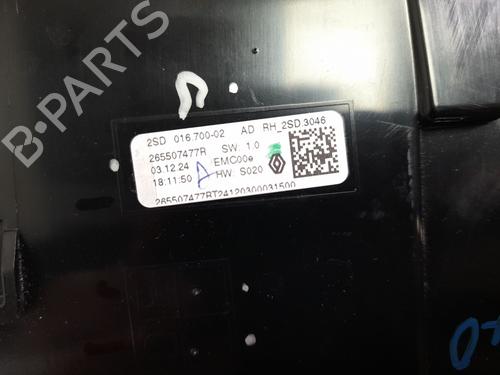 2SD 016.700-02 AD RH_2SD.3046
265507477R SW: 1.0
03.12.24 EMC00e
18:11:50 A HW: S020
265507477RT24120300031500
B-PARTS